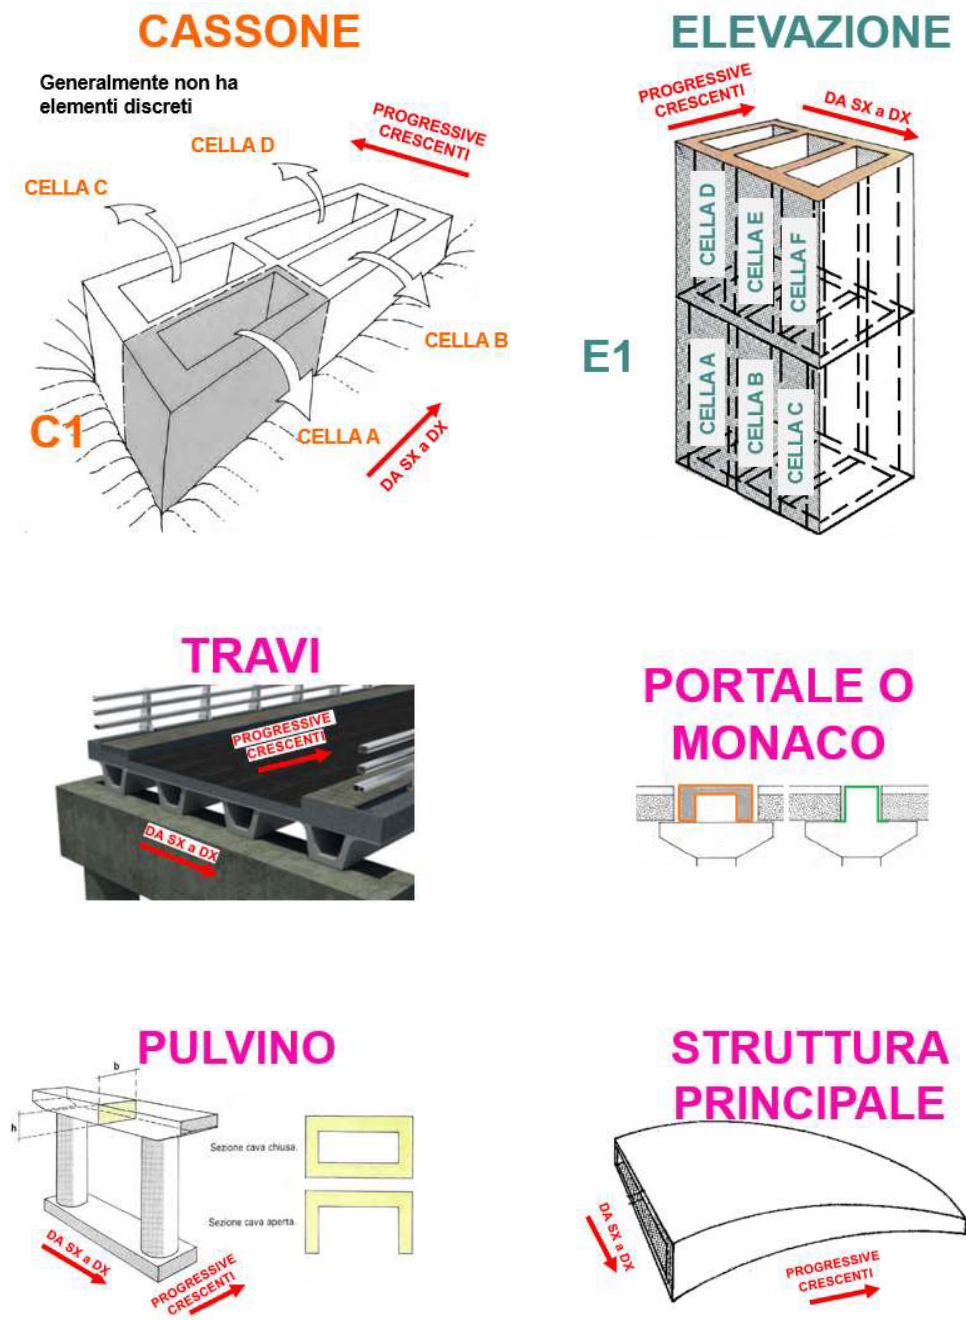 CASSONE
Generalmente non ha
elementi discreti
PROGRESSIVE
CRESCENTI
CELLA D
CELLA C
CELLA B
CELLA A
C1
DA SX a DX
ELEVAZIONE
PROGRESSIVE
CRESCENTI
DA SX a DX
CELLA D
CELLA E
CELLA F
E1
CELLA A
CELLA B
CELLA C
TRAVI
PROGRESSIVE
CRESCENTI
DA SX a DX
PORTALE O
MONACO
PULVINO
b
h
Sezione cava chiusa.
Sezione cava aperta.
DA SX a DX
PROGRESSIVE
CRESCENTI
STRUTTURA
PRINCIPALE
DA SX a DX
PROGRESSIVE
CRESCENTI